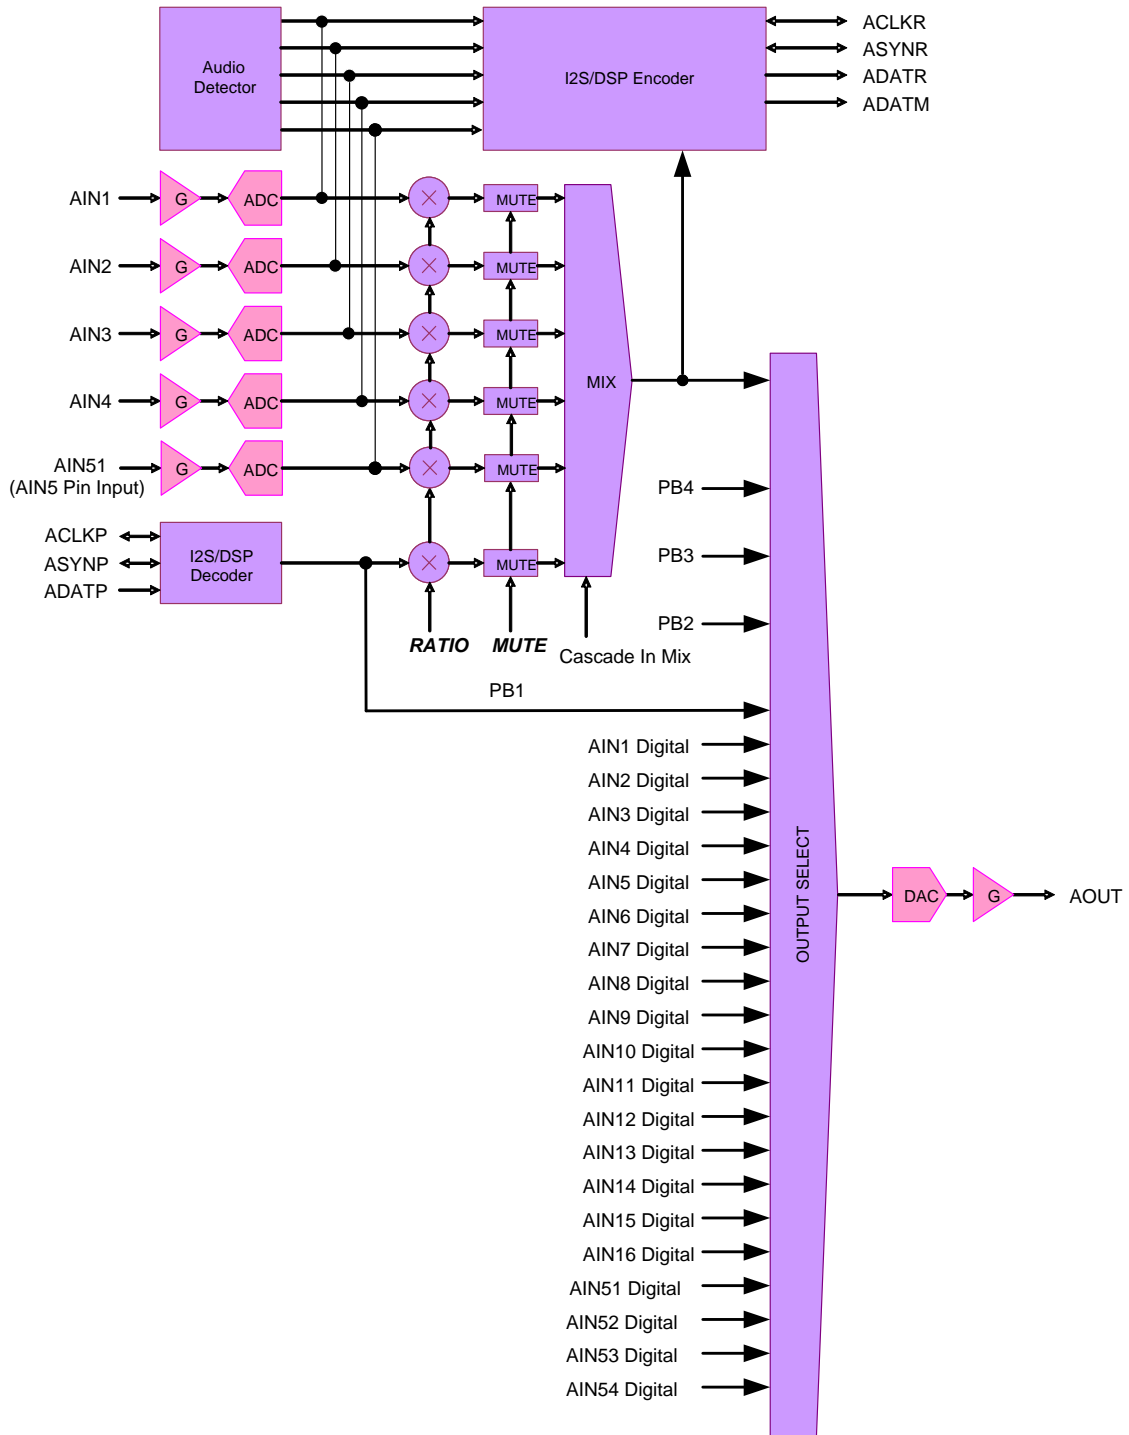 Audio
Detector
I2S/DSP Encoder
ACLKR
ASYNR
ADATR
ADATM
AIN1
G
ADC
MUTE
AIN2
G
ADC
MUTE
AIN3
G
ADC
MUTE
AIN4
G
ADC
MUTE
AIN51
(AIN5 Pin Input)
G
ADC
MUTE
MIX
ACLKP
ASYNP
ADATP
I2S/DSP
Decoder
MUTE
RATIO
MUTE
Cascade In Mix
PB4
PB3
PB2
PB1
AIN1 Digital
AIN2 Digital
AIN3 Digital
AIN4 Digital
AIN5 Digital
AIN6 Digital
AIN7 Digital
AIN8 Digital
AIN9 Digital
AIN10 Digital
AIN11 Digital
AIN12 Digital
AIN13 Digital
AIN14 Digital
AIN15 Digital
AIN16 Digital
AIN51 Digital
AIN52 Digital
AIN53 Digital
AIN54 Digital
OUTPUT SELECT
DAC
G
AOUT